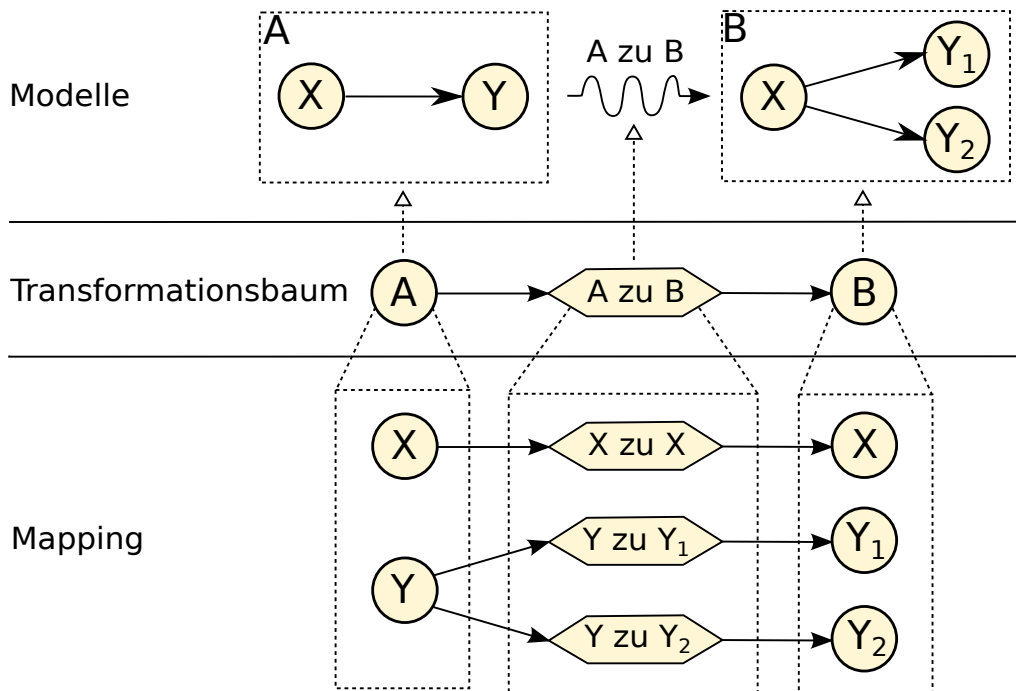 A
A zu B
B
X
Y
X
Y₁
Y₂
Modelle
Transformationsbaum
A
A zu B
B
X
X zu X
X
Mapping
Y
Y zu Y₁
Y₁
Y zu Y₂
Y₂